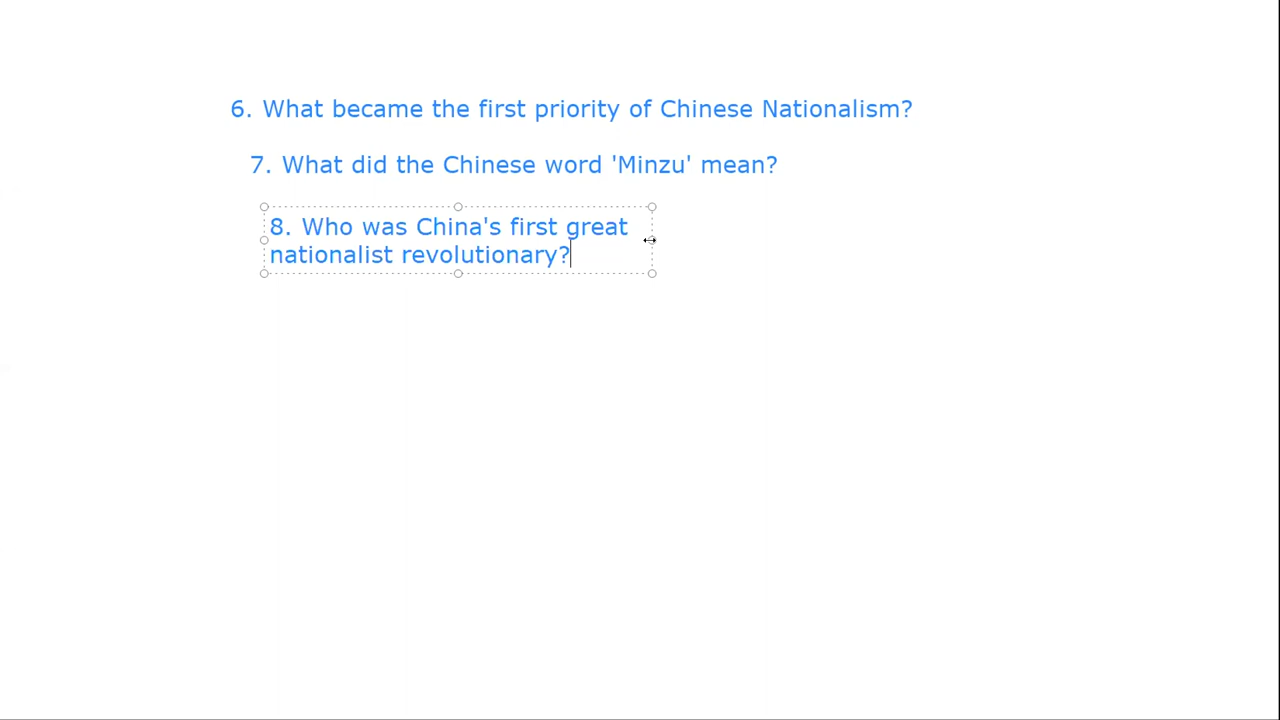 6. What became the first priority of Chinese Nationalism?
7. What did the Chinese word 'Minzu' mean?
8. Who was China's first great
nationalist revolutionary?